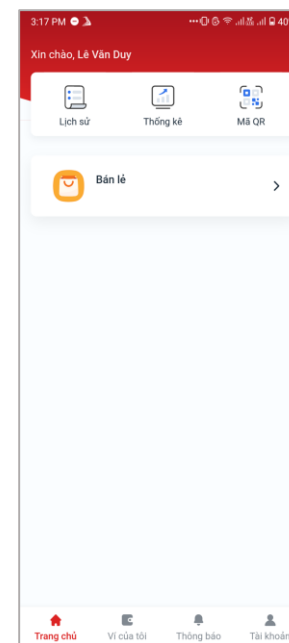 3:17 PM
40
Xin chào, Lê Văn Duy
Lịch sử Thống kê Mã QR
Bán lẻ
Trang chủ Ví của tôi Thông báo Tài khoản